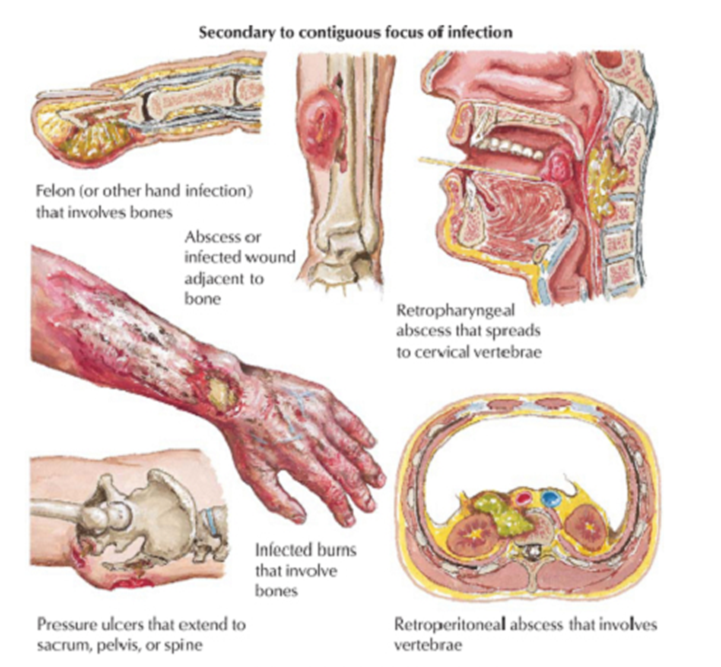 Secondary to contiguous focus of infection
Felon (or other hand infection)
that involves bones
Abscess or
infected wound
adjacent to
bone
Retropharyngeal
abscess that spreads
to cervical vertebrae
Infected burns
that involve
bones
Pressure ulcers that extend to
sacrum, pelvis, or spine
Retroperitoneal abscess that involves
vertebrae